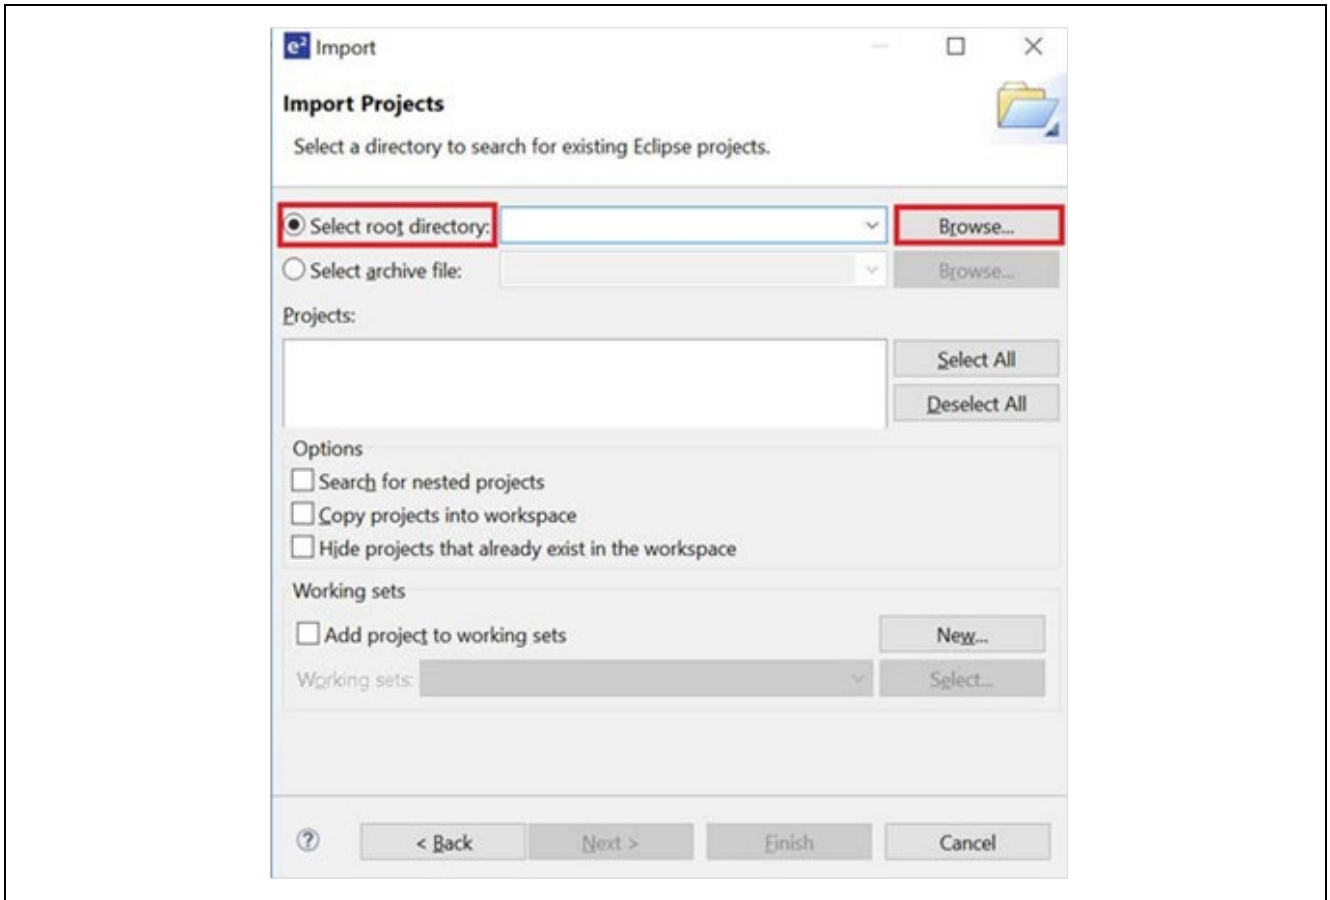 e² Import
Import Projects
Select a directory to search for existing Eclipse projects.
Select root directory: Browse...
Select archive file: Browse...
Projects:
Select All
Deselect All
Options
Search for nested projects
Copy projects into workspace
Hide projects that already exist in the workspace
Working sets
Add project to working sets New...
Working sets: Select...
? < Back Next > Finish Cancel